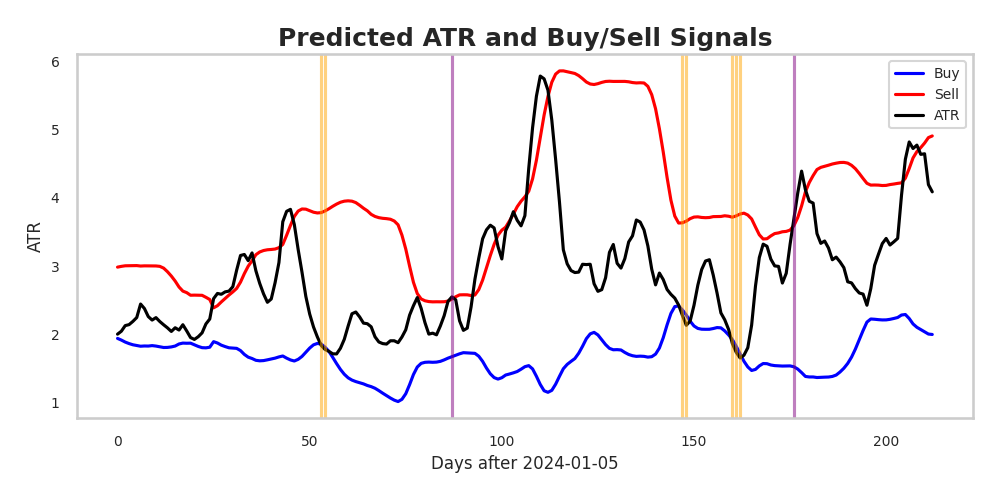 Predicted ATR and Buy/Sell Signals
Buy
Sell
ATR
6
5
4
3
2
1
ATR
0 50 100 150 200
Days after 2024-01-05